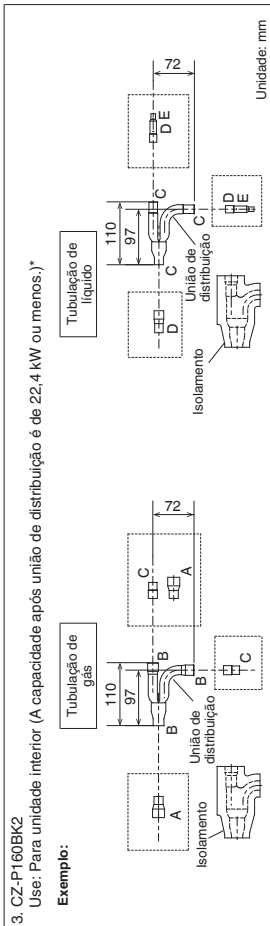 3. CZ-P160BK2
Use: Para unidade interior (A capacidade após união de distribuição é de 22,4 kW ou menos.)*
Exemplo:
Tubulação de
gás
110
97
72
B
B
B
C
A
A
C
União de
distribuição
Isolamento
Tubulação de
líquido
110
97
72
C
C
C
D
D E
D
E
União de
distribuição
Isolamento
Unidade: mm